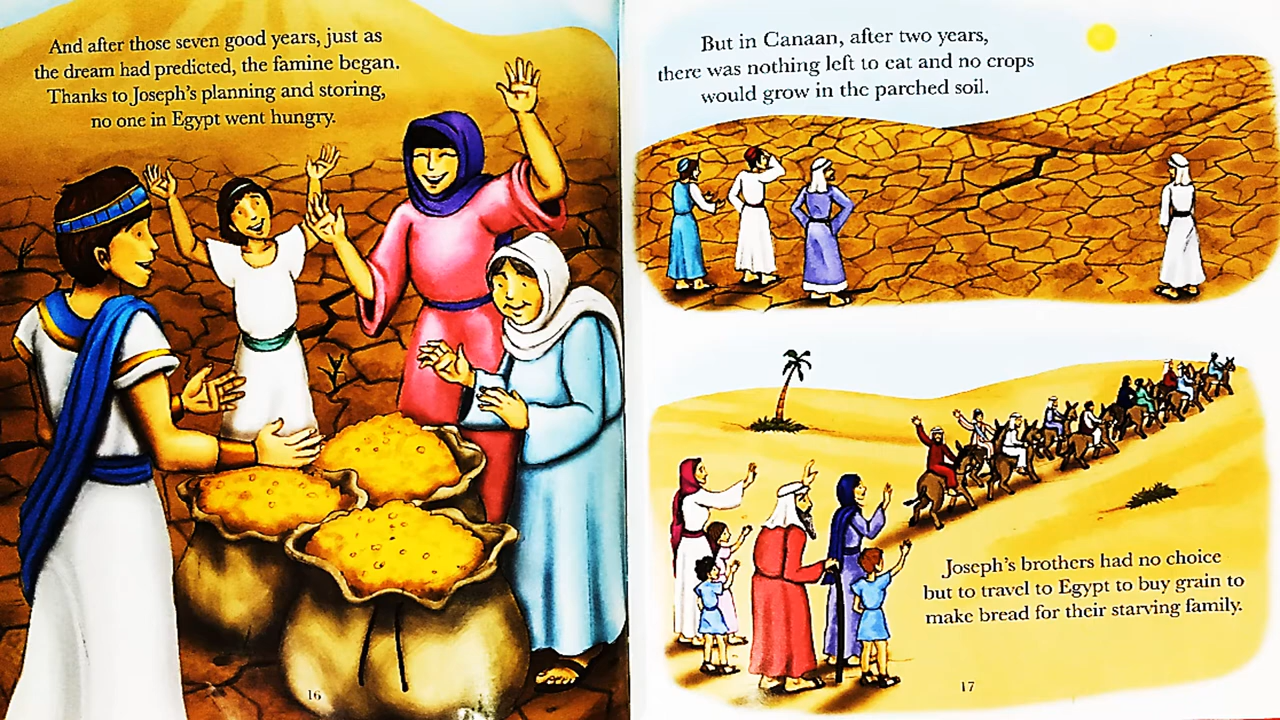 And after those seven good years, just as
the dream had predicted, the famine began.
Thanks to Joseph's planning and storing,
no one in Egypt went hungry.
16
But in Canaan, after two years,
there was nothing left to eat and no crops
would grow in the parched soil.
Joseph's brothers had no choice
but to travel to Egypt to buy grain to
make bread for their starving family.
17